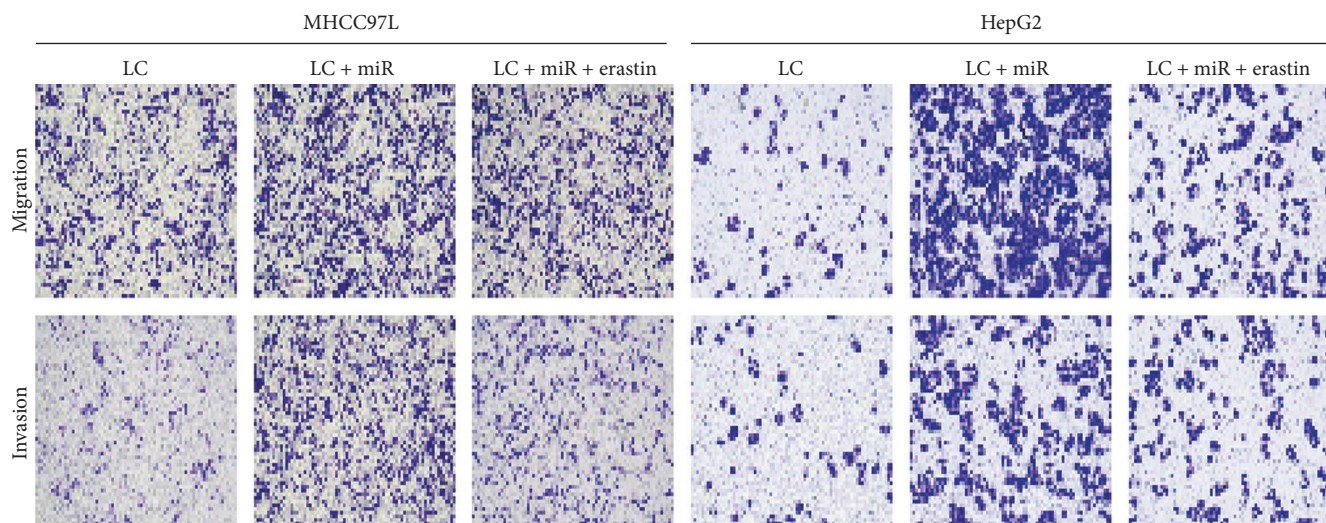 MHCC97L HepG2
LC LC + miR LC + miR + erastin LC LC + miR LC + miR + erastin
Migration
Invasion